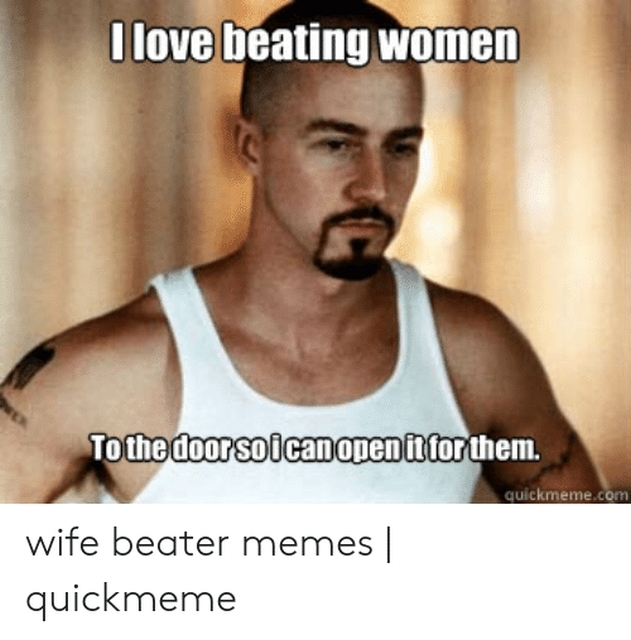 I love beating women
To the door so i can open it for them.
quickmeme.com
wife beater memes |
quickmeme